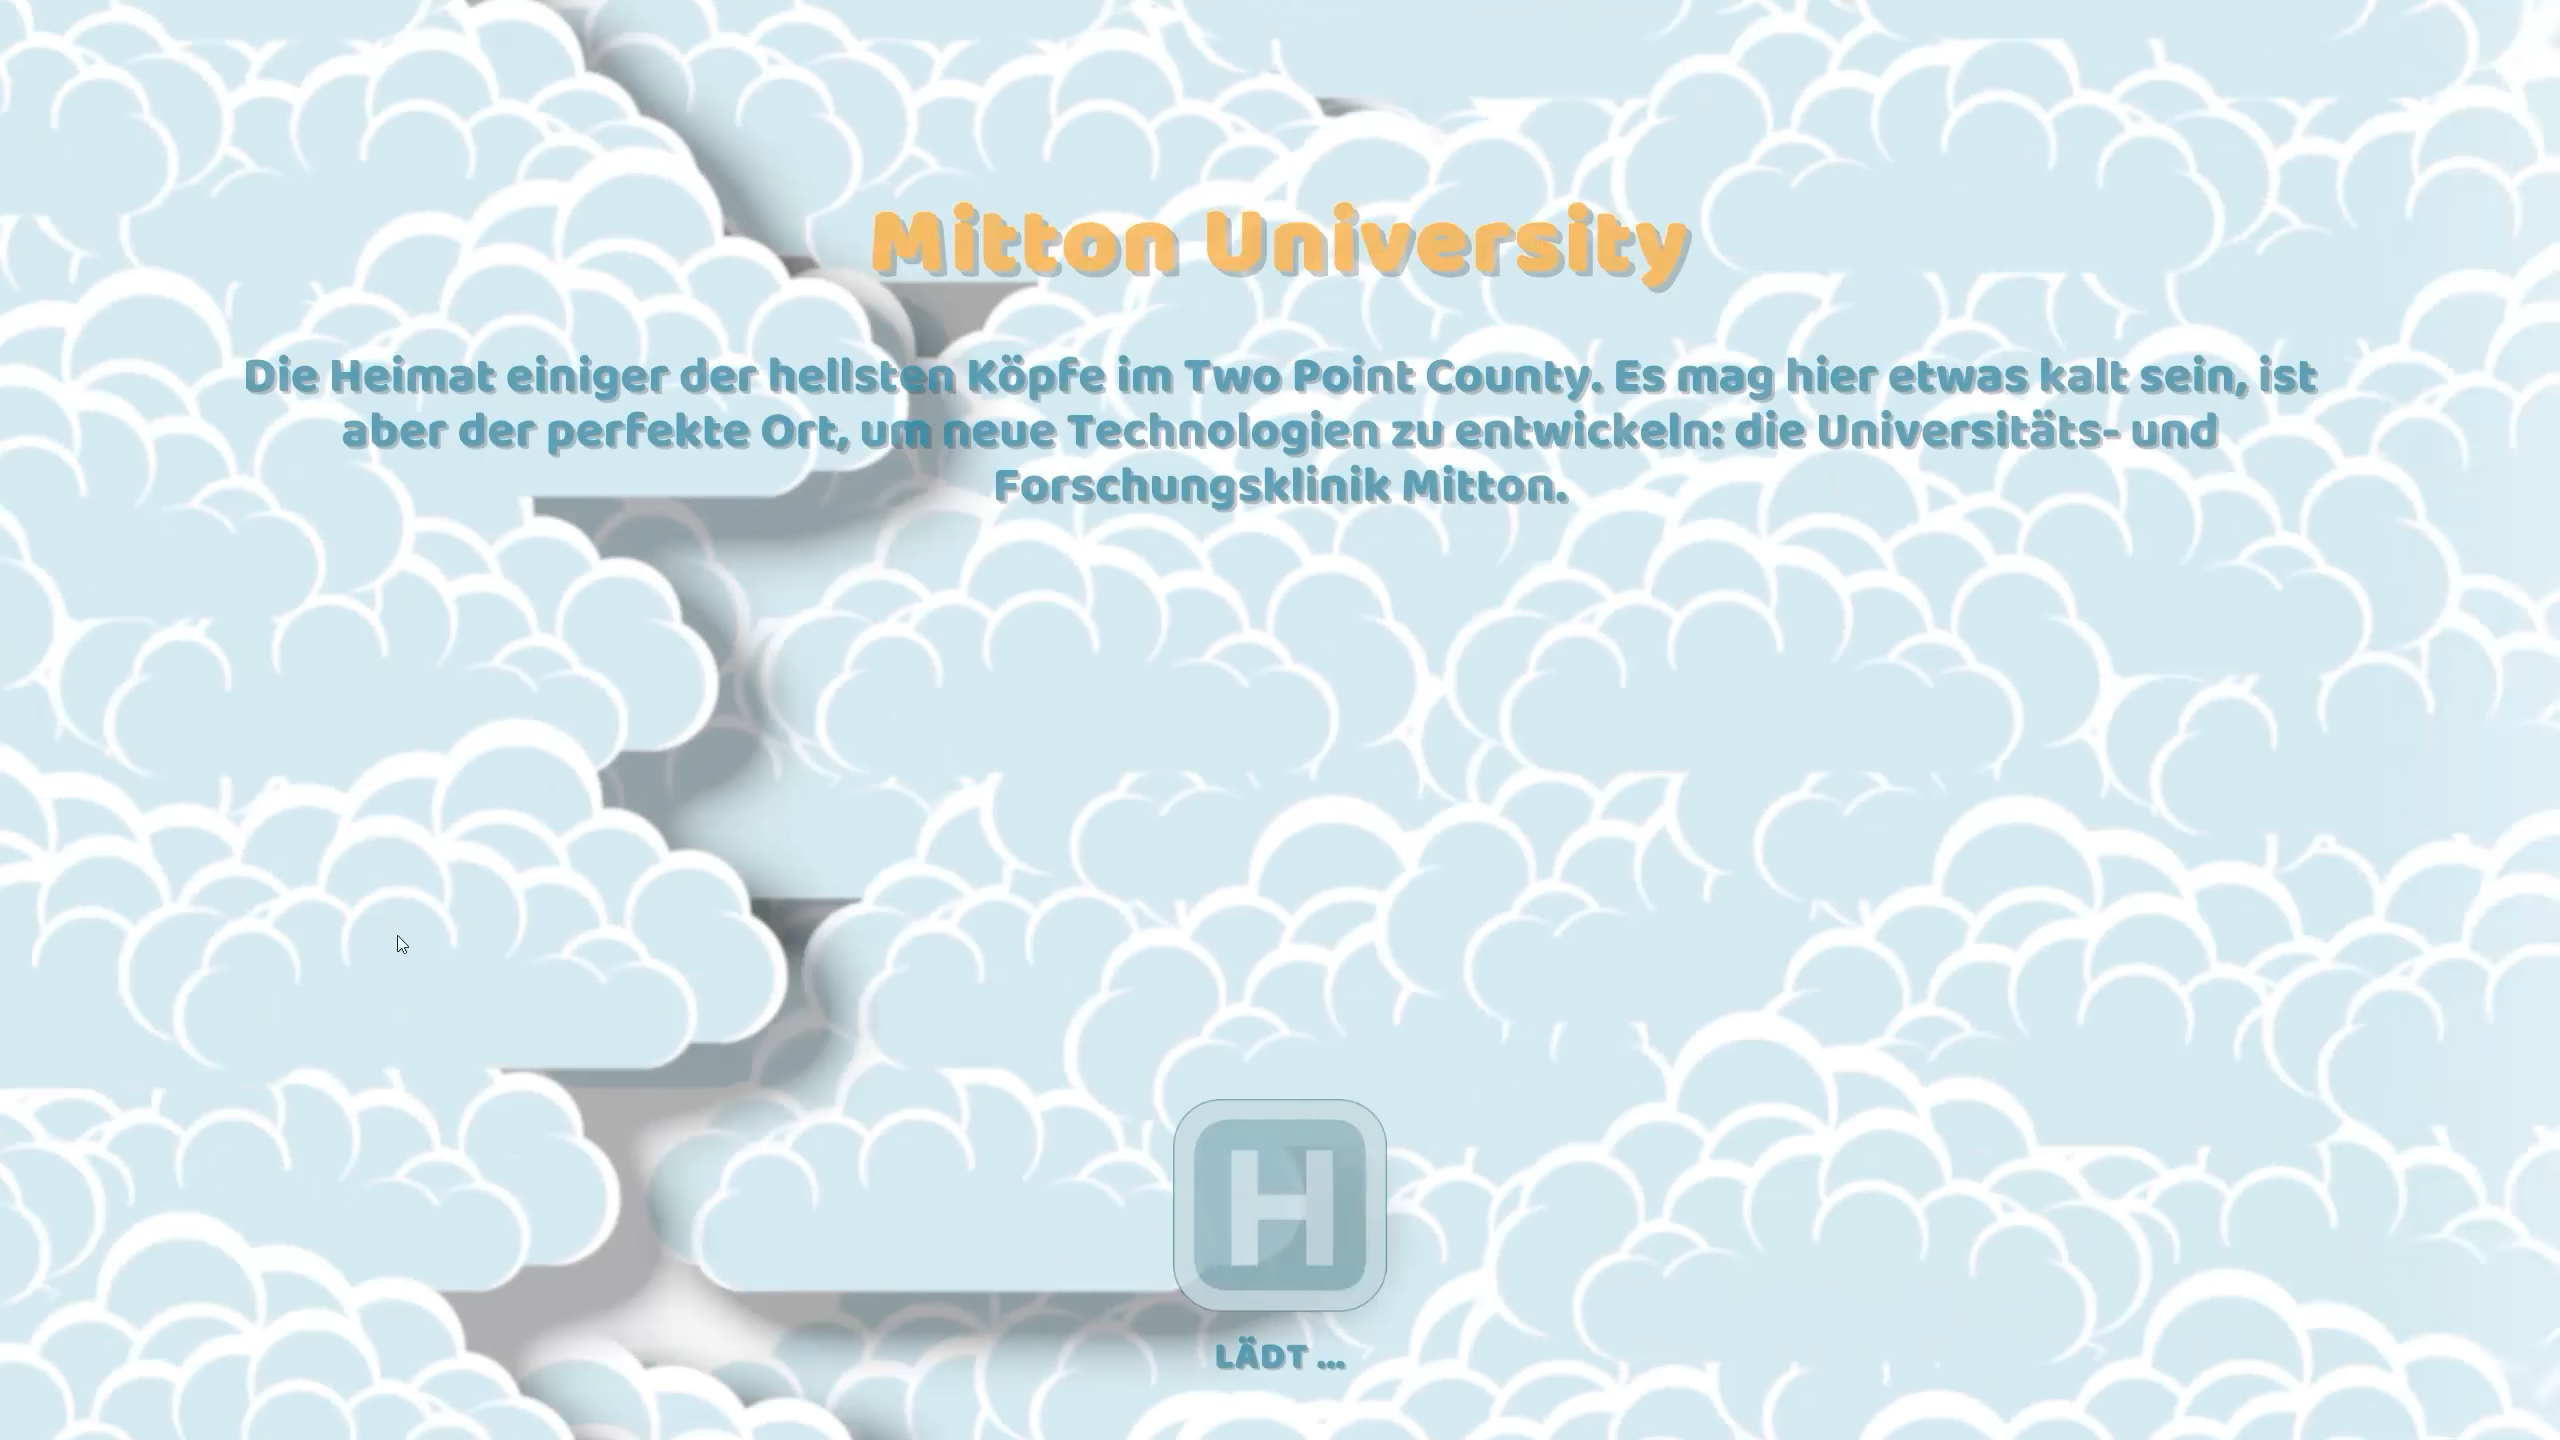 Mitton University
Die Heimat einiger der hellsten Köpfe im Two Point County. Es mag hier etwas kalt sein, ist
aber der perfekte Ort, um neue Technologien zu entwickeln: die Universitäts- und
Forschungsklinik Mitton.
H
LÄDT ...